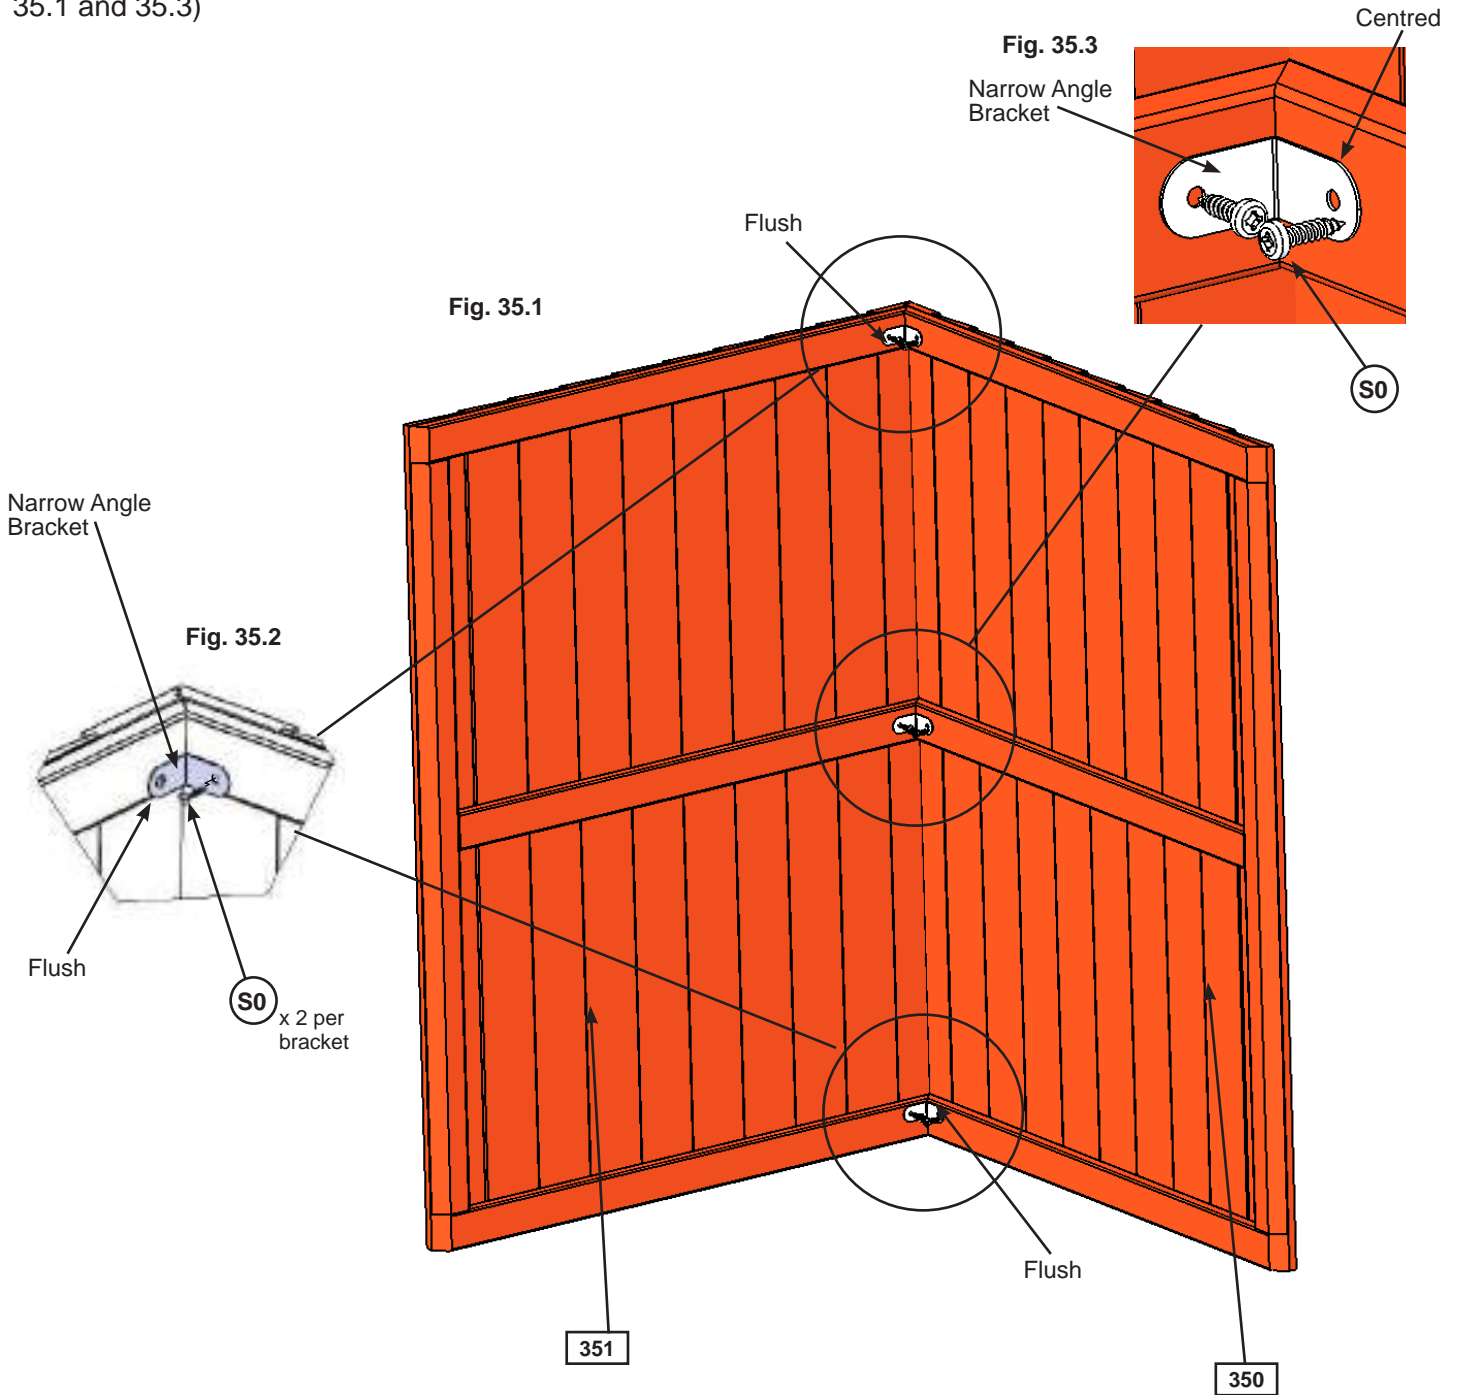 35.1 and 35.3)
Centred
Fig. 35.3
Narrow Angle
Bracket
Flush
Fig. 35.1
S0
Narrow Angle
Bracket
Fig. 35.2
Flush
S0
x 2 per
bracket
Flush
351
350